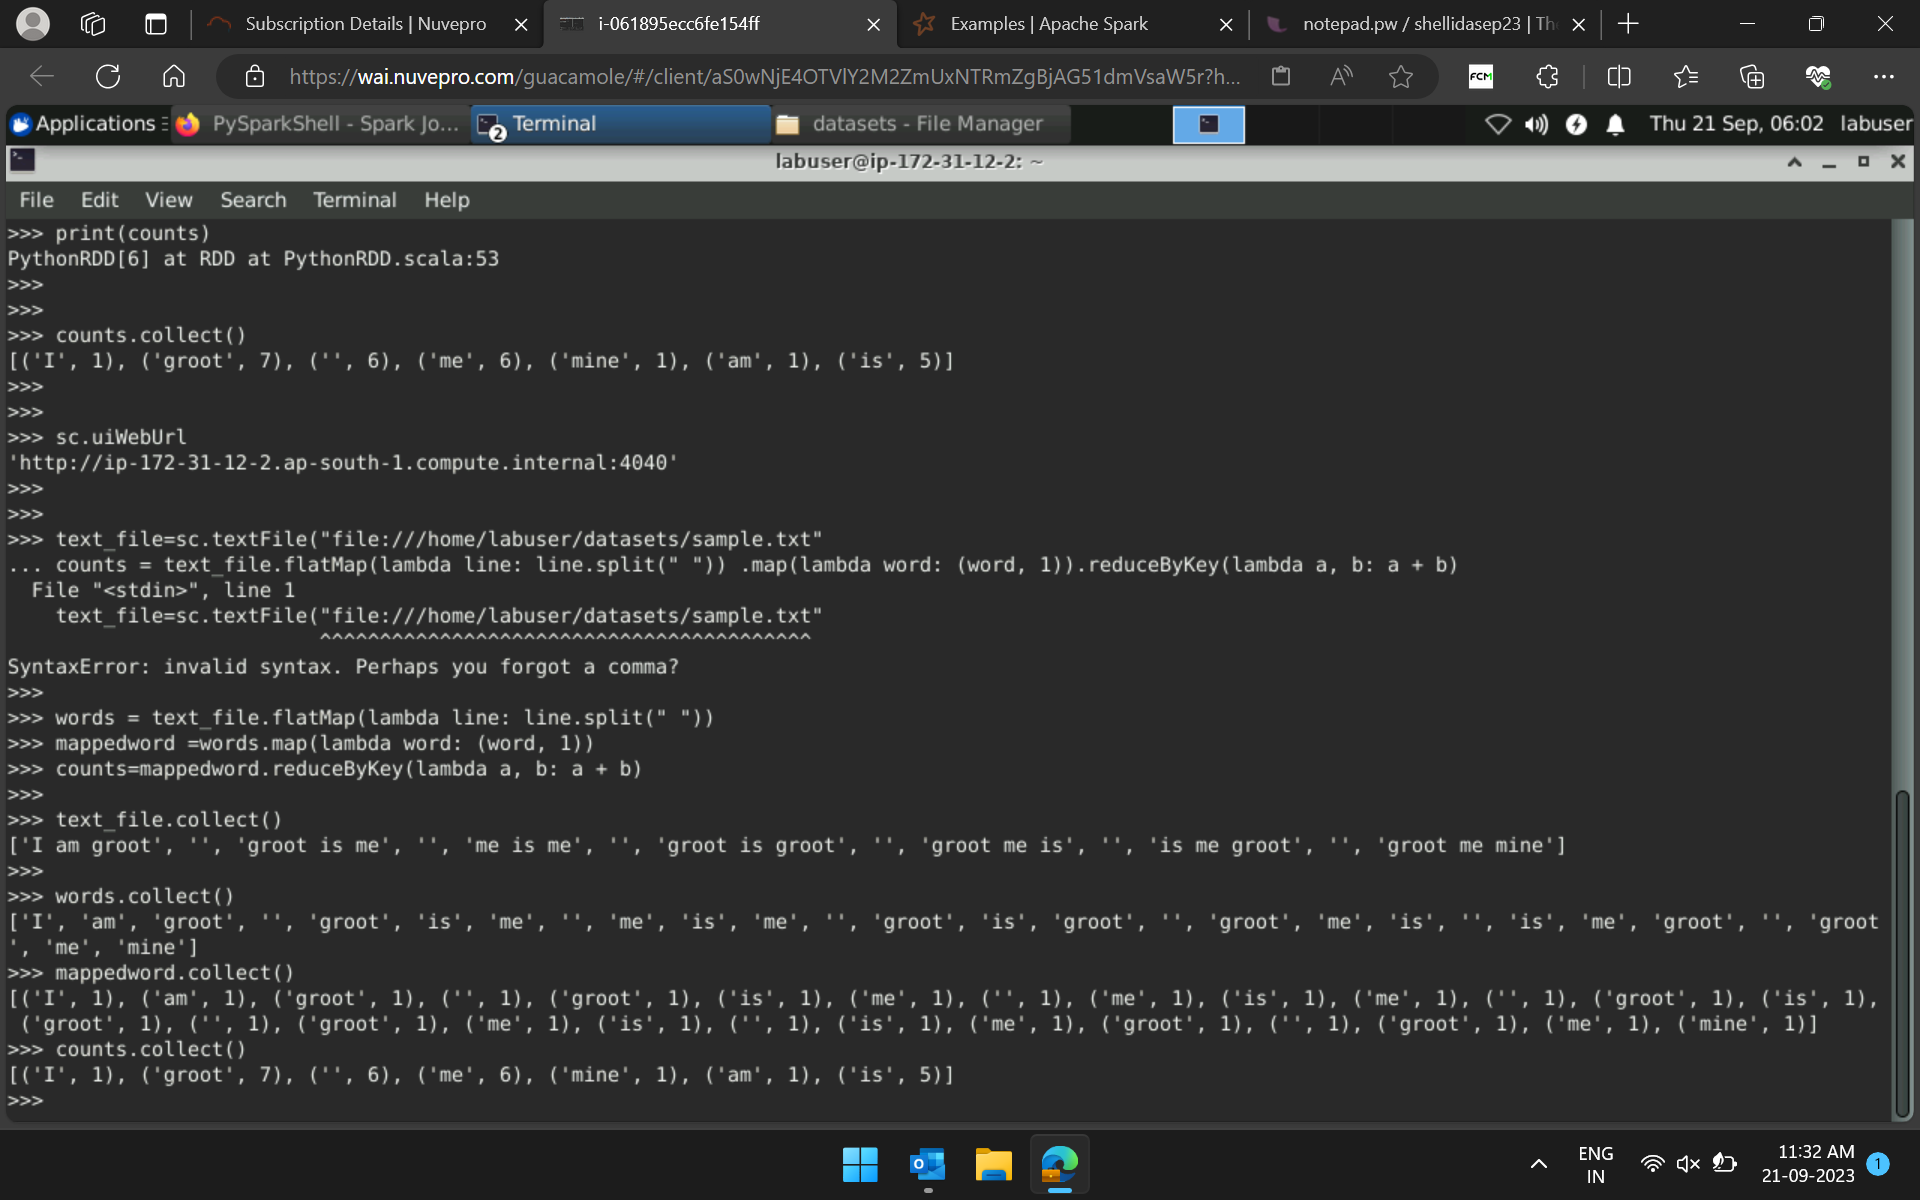 Subscription Details | Nuvepro
i-061895ecc6fe154ff
Examples | Apache Spark
notepad.pw / shellidasep23 | Th
https://wai.nuvepro.com/guacamole/#/client/aS0wNjE4OTVlY2M2ZmUxNTRmZgBjAG51dmVsaW5r?h...
FCM
Applications
PySparkShell - Spark Jo...
2
Terminal
datasets - File Manager
Thu 21 Sep, 06:02
labuser
labuser@ip-172-31-12-2: ~
File Edit View Search Terminal Help
>>> print(counts)
PythonRDD[6] at RDD at PythonRDD.scala:53
>>>
>>>
>>> counts.collect()
[('I', 1), ('groot', 7), ('', 6), ('me', 6), ('mine', 1), ('am', 1), ('is', 5)]
>>>
>>>
>>> sc.uiWebUrl
'http://ip-172-31-12-2.ap-south-1.compute.internal:4040'
>>>
>>>
>>> text_file=sc.textFile("file:///home/labuser/datasets/sample.txt"
... counts = text_file.flatMap(lambda line: line.split(" ")) .map(lambda word: (word, 1)).reduceByKey(lambda a, b: a + b)
  File "<stdin>", line 1
    text_file=sc.textFile("file:///home/labuser/datasets/sample.txt"
                          ^^^^^^^^^^^^^^^^^^^^^^^^^^^^^^^^^^^^^^^^^
SyntaxError: invalid syntax. Perhaps you forgot a comma?
>>>
>>> words = text_file.flatMap(lambda line: line.split(" "))
>>> mappedword =words.map(lambda word: (word, 1))
>>> counts=mappedword.reduceByKey(lambda a, b: a + b)
>>>
>>> text_file.collect()
['I am groot', '', 'groot is me', '', 'me is me', '', 'groot is groot', '', 'groot me is', '', 'is me groot', '', 'groot me mine']
>>>
>>> words.collect()
['I', 'am', 'groot', '', 'groot', 'is', 'me', '', 'me', 'is', 'me', '', 'groot', 'is', 'groot', '', 'groot', 'me', 'is', '', 'is', 'me', 'groot', '', 'groot
', 'me', 'mine']
>>> mappedword.collect()
[('I', 1), ('am', 1), ('groot', 1), ('', 1), ('groot', 1), ('is', 1), ('me', 1), ('', 1), ('me', 1), ('is', 1), ('me', 1), ('', 1), ('groot', 1), ('is', 1),
 ('groot', 1), ('', 1), ('groot', 1), ('me', 1), ('is', 1), ('', 1), ('is', 1), ('me', 1), ('groot', 1), ('', 1), ('groot', 1), ('me', 1), ('mine', 1)]
>>> counts.collect()
[('I', 1), ('groot', 7), ('', 6), ('me', 6), ('mine', 1), ('am', 1), ('is', 5)]
>>>
ENG
IN
11:32 AM
21-09-2023
1